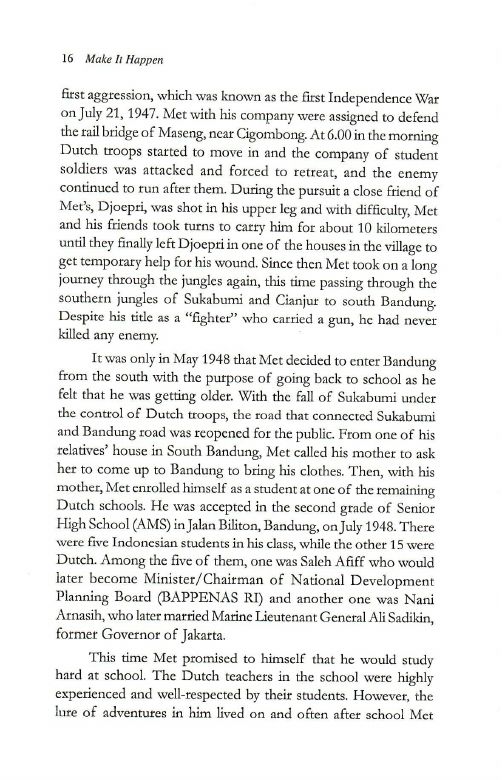 16 Make It Happen
first aggression, which was known as the first Independence War
on July 21, 1947. Met with his company were assigned to defend
the rail bridge of Maseng, near Cigombong. At 6.00 in the morning
Dutch troops started to move in and the company of student
soldiers was attacked and forced to retreat, and the enemy
continued to run after them. During the pursuit a close friend of
Met's, Djoepri, was shot in his upper leg and with difficulty, Met
and his friends took turns to carry him for about 10 kilometers
until they finally left Djoepri in one of the houses in the village to
get temporary help for his wound. Since then Met took on a long
journey through the jungles again, this time passing through the
southern jungles of Sukabumi and Cianjur to south Bandung.
Despite his title as a "fighter" who carried a gun, he had never
killed any enemy.
It was only in May 1948 that Met decided to enter Bandung
from the south with the purpose of going back to school as he
felt that he was getting older. With the fall of Sukabumi under
the control of Dutch troops, the road that connected Sukabumi
and Bandung road was reopened for the public. From one of his
relatives' house in South Bandung, Met called his mother to ask
her to come up to Bandung to bring his clothes. Then, with his
mother, Met enrolled himself as a student at one of the remaining
Dutch schools. He was accepted in the second grade of Senior
High School (AMS) in Jalan Biliton, Bandung, on July 1948. There
were five Indonesian students in his class, while the other 15 were
Dutch. Among the five of them, one was Saleh Afiff who would
later become Minister/Chairman of National Development
Planning Board (BAPPENAS RI) and another one was Nani
Arnasih, who later married Marine Lieutenant General Ali Sadikin,
former Governor of Jakarta.
This time Met promised to himself that he would study
hard at school. The Dutch teachers in the school were highly
experienced and well-respected by their students. However, the
lure of adventures in him lived on and often after school Met